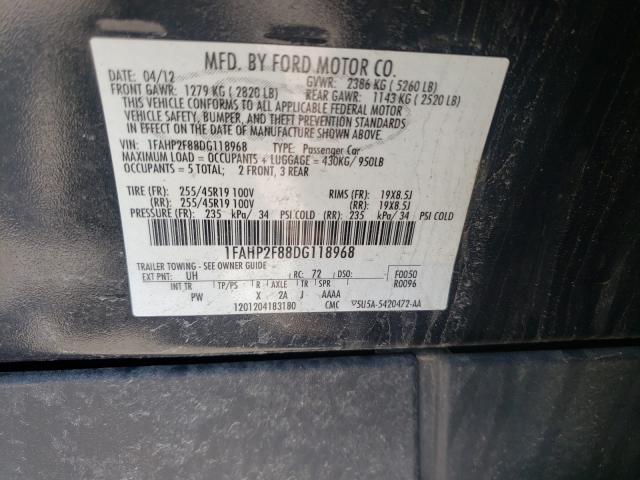 MFD. BY FORD MOTOR CO.
DATE: 04/12 GVWR: 2386 KG ( 5260 LB)
FRONT GAWR: 1279 KG ( 2820 LB) REAR GAWR: 1143 KG ( 2520 LB)
THIS VEHICLE CONFORMS TO ALL APPLICABLE FEDERAL MOTOR
VEHICLE SAFETY, BUMPER, AND THEFT PREVENTION STANDARDS
IN EFFECT ON THE DATE OF MANUFACTURE SHOWN ABOVE.
VIN: 1FAHP2F88DG118968 TYPE: Passenger Car
MAXIMUM LOAD = OCCUPANTS + LUGGAGE = 430KG/ 950LB
OCCUPANTS = 5 TOTAL; 2 FRONT, 3 REAR
TIRE (FR): 255/45R19 100V RIMS (FR): 19X8.5J
(RR): 255/45R19 100V (RR): 19X8.5J
PRESSURE (FR): 235 kPa/ 34 PSI COLD (RR): 235 kPa/ 34 PSI COLD
1FAHP2F88DG118968
TRAILER TOWING - SEE OWNER GUIDE
EXT PNT: UH RC: 72 DSO: F0050
INT TR TP/PS R AXLE TR SPR R0096
PW X 2A J AAAA
1201204183180 CMC ▽5U5A-5420472-AA